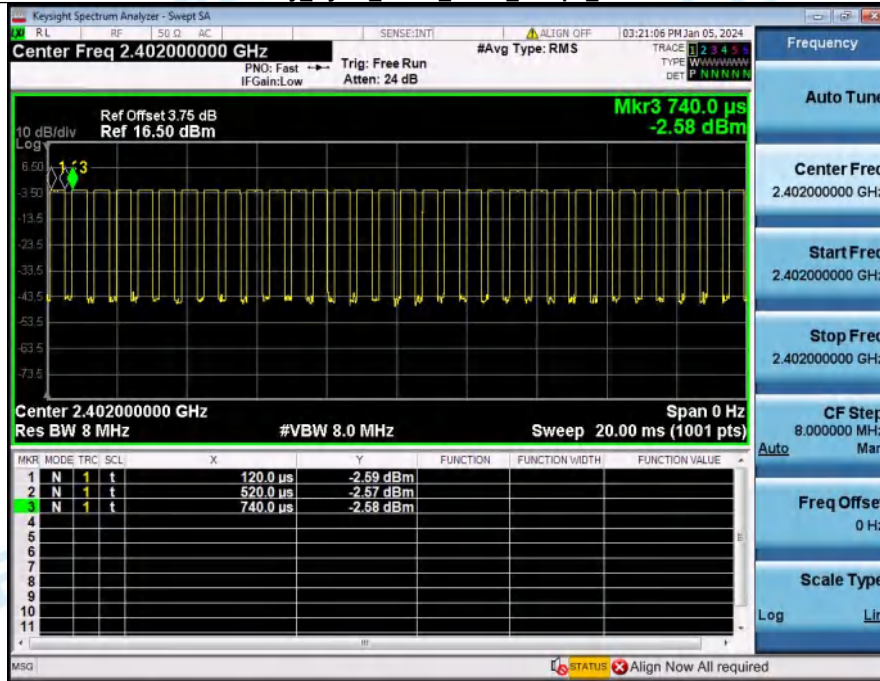 Keysight Spectrum Analyzer - Swept SA
RL RF 50 Ω AC SENSE:INT ALIGN OFF 03:21:06 PM Jan 05, 2024
Center Freq 2.402000000 GHz #Avg Type: RMS TRACE 1 2 3 4 5 6
PNO: Fast Trig: Free Run TYPE WWWWWW
IFGain:Low Atten: 24 dB DET P N N N N N
Frequency
Auto Tune
Ref Offset 3.75 dB Mkr3 740.0 µs
10 dB/div Ref 16.50 dBm -2.58 dBm
Log
6.50
-3.50
-13.5
-23.5
-33.5
-43.5
-53.5
-63.5
-73.5
Center 2.402000000 GHz Span 0 Hz
Res BW 8 MHz #VBW 8.0 MHz Sweep 20.00 ms (1001 pts)
MKR MODE TRC SCL X Y FUNCTION FUNCTION WIDTH FUNCTION VALUE
1 N 1 t 120.0 µs -2.59 dBm
2 N 1 t 520.0 µs -2.57 dBm
3 N 1 t 740.0 µs -2.58 dBm
4
5
6
7
8
9
10
11
Center Freq
2.402000000 GHz
Start Freq
2.402000000 GHz
Stop Freq
2.402000000 GHz
CF Step
8.000000 MHz
Auto Man
Freq Offset
0 Hz
Scale Type
Log Lin
MSG STATUS Align Now All required